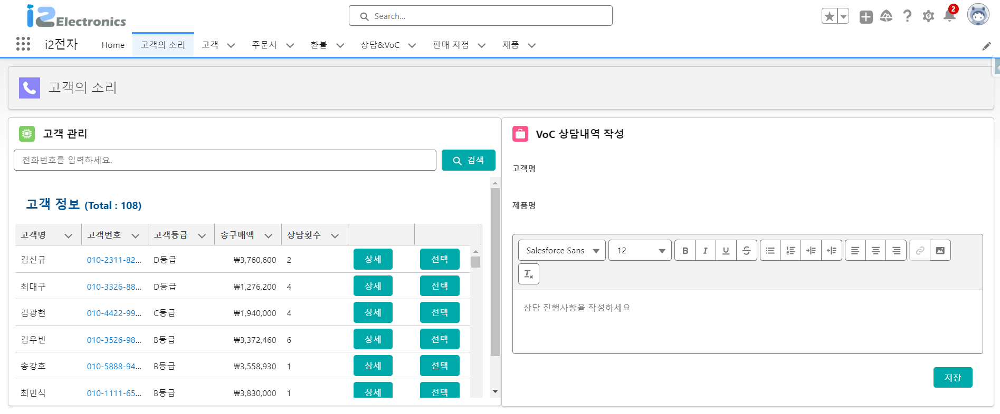 i2Electronics
Search...
2
i2전자 Home 고객의 소리 고객 주문서 환불 상담&VoC 판매 지점 제품
고객의 소리
고객 관리
전화번호를 입력하세요.
검색
고객 정보 (Total : 108)
고객명 고객번호 고객등급 총구매액 상담횟수
김신규 010-2311-82... D등급 ₩3,760,600 2 상세 선택
최대구 010-3326-88... D등급 ₩1,276,200 4 상세 선택
김광현 010-4422-99... C등급 ₩1,940,000 4 상세 선택
김우빈 010-3526-98... B등급 ₩3,372,460 6 상세 선택
송강호 010-5888-94... B등급 ₩3,558,930 1 상세 선택
최민식 010-1111-65... B등급 ₩3,830,000 1 상세 선택
VoC 상담내역 작성
고객명
제품명
Salesforce Sans 12 B I U S
상담 진행사항을 작성하세요
저장